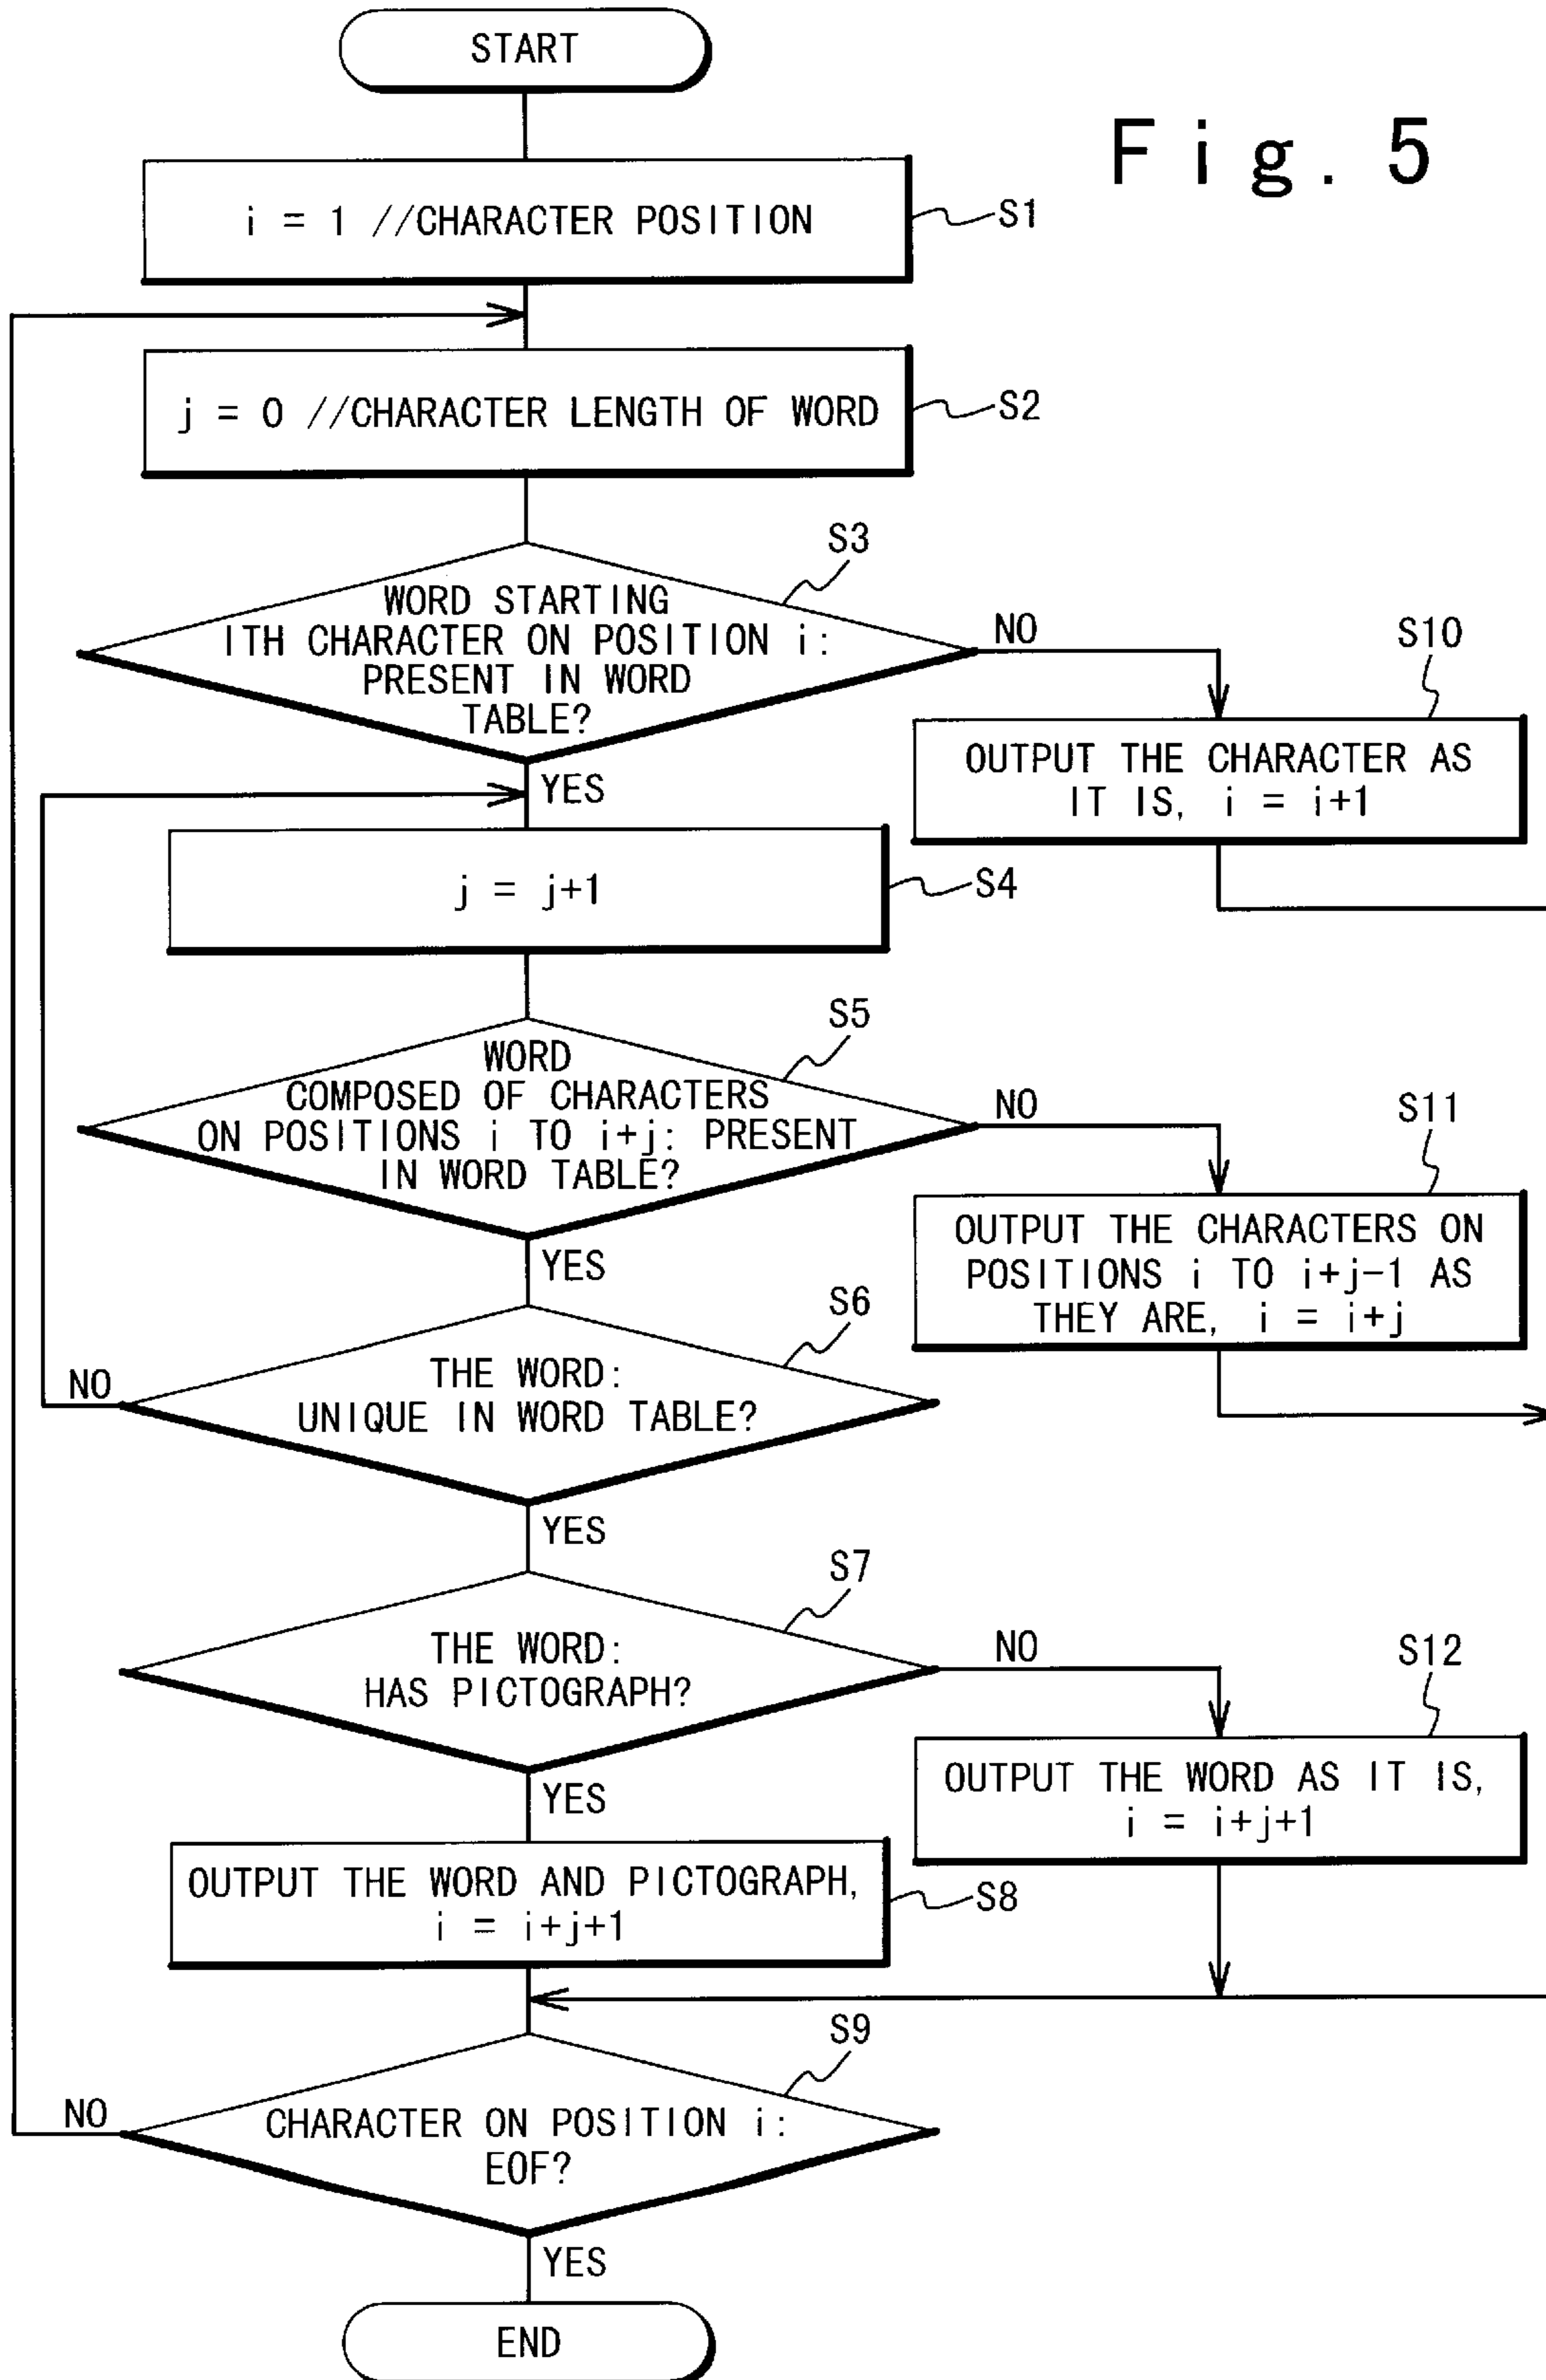 START
Fig. 5
i = 1 //CHARACTER POSITION
S1
j = 0 //CHARACTER LENGTH OF WORD
S2
S3
WORD STARTING
ITH CHARACTER ON POSITION i:
PRESENT IN WORD
TABLE?
NO
YES
S10
OUTPUT THE CHARACTER AS
IT IS, i = i+1
j = j+1
S4
S5
WORD
COMPOSED OF CHARACTERS
ON POSITIONS i TO i+j: PRESENT
IN WORD TABLE?
NO
YES
S11
OUTPUT THE CHARACTERS ON
POSITIONS i TO i+j-1 AS
THEY ARE, i = i+j
S6
THE WORD:
UNIQUE IN WORD TABLE?
NO
YES
S7
THE WORD:
HAS PICTOGRAPH?
NO
YES
S12
OUTPUT THE WORD AS IT IS,
i = i+j+1
OUTPUT THE WORD AND PICTOGRAPH,
i = i+j+1
S8
S9
CHARACTER ON POSITION i:
EOF?
NO
YES
END